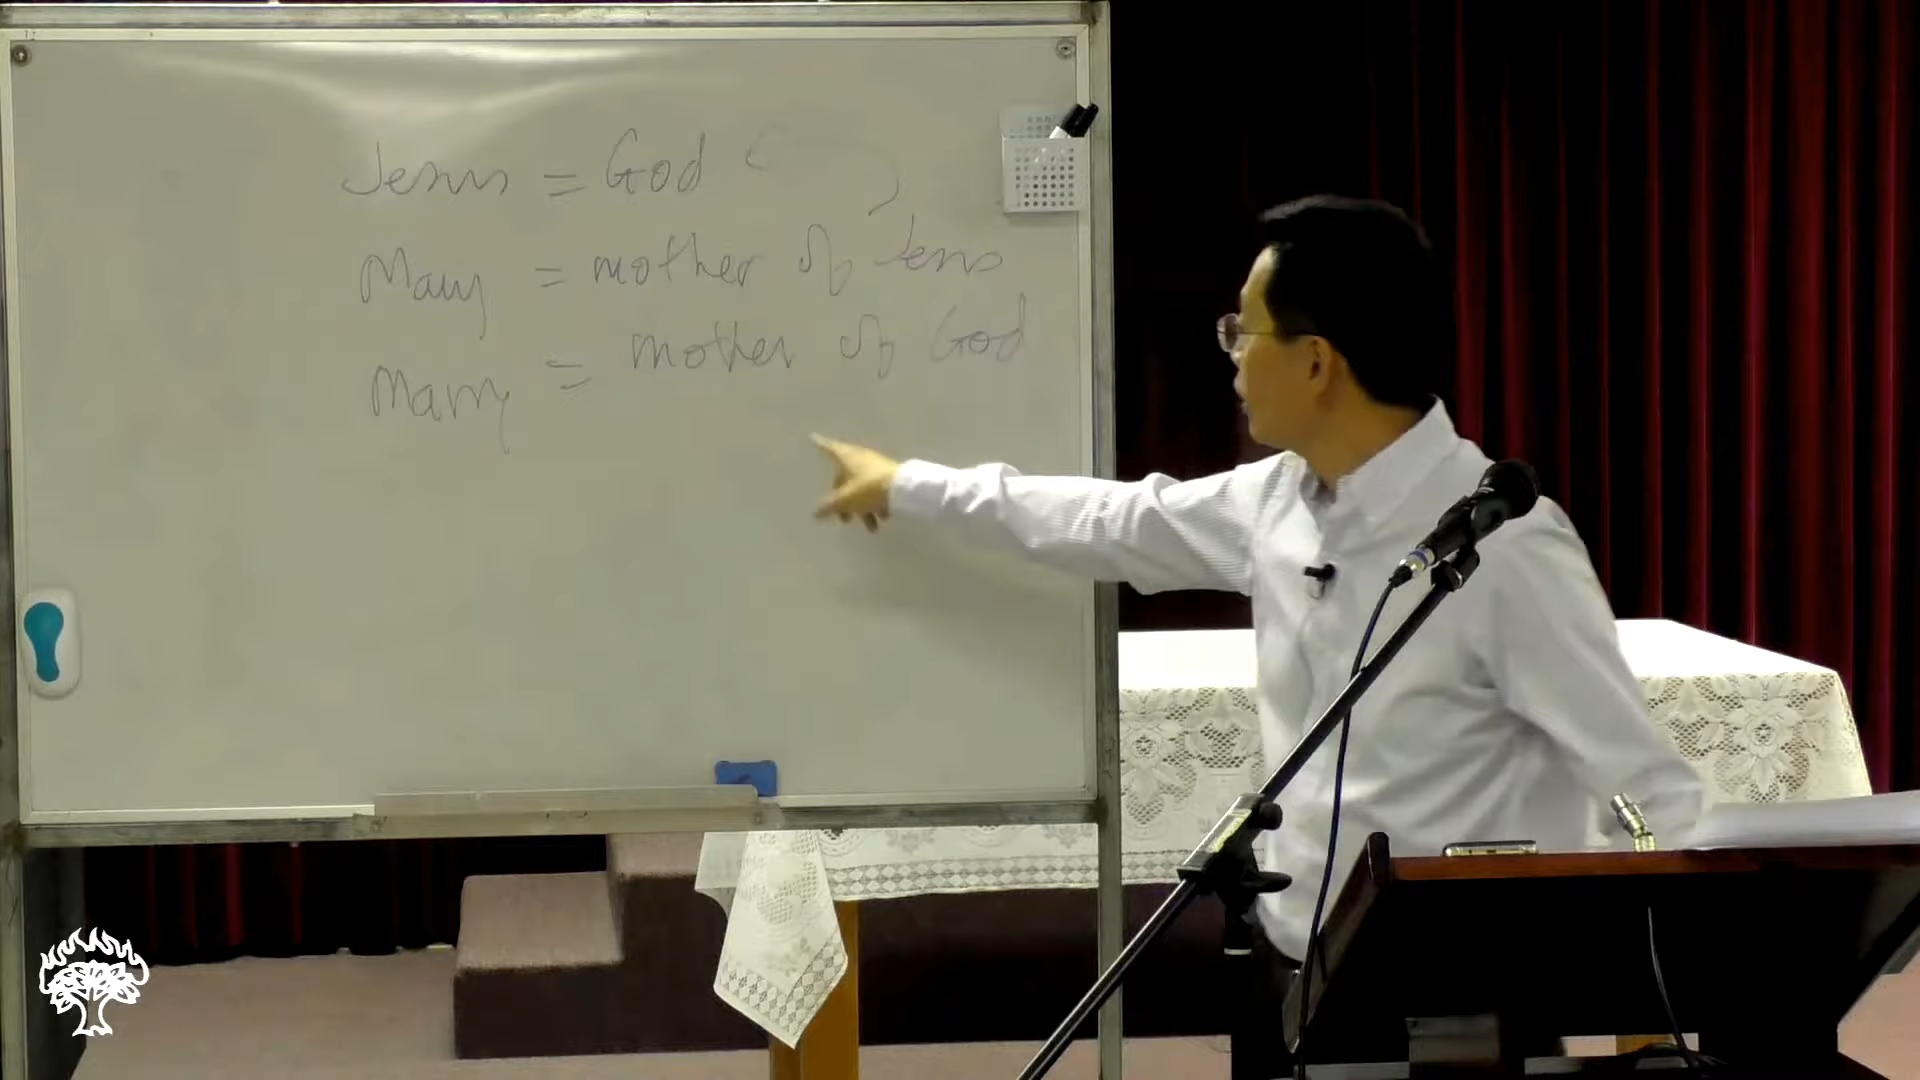 Jesus = God
Mary = mother of Jesus
Mary = mother of God